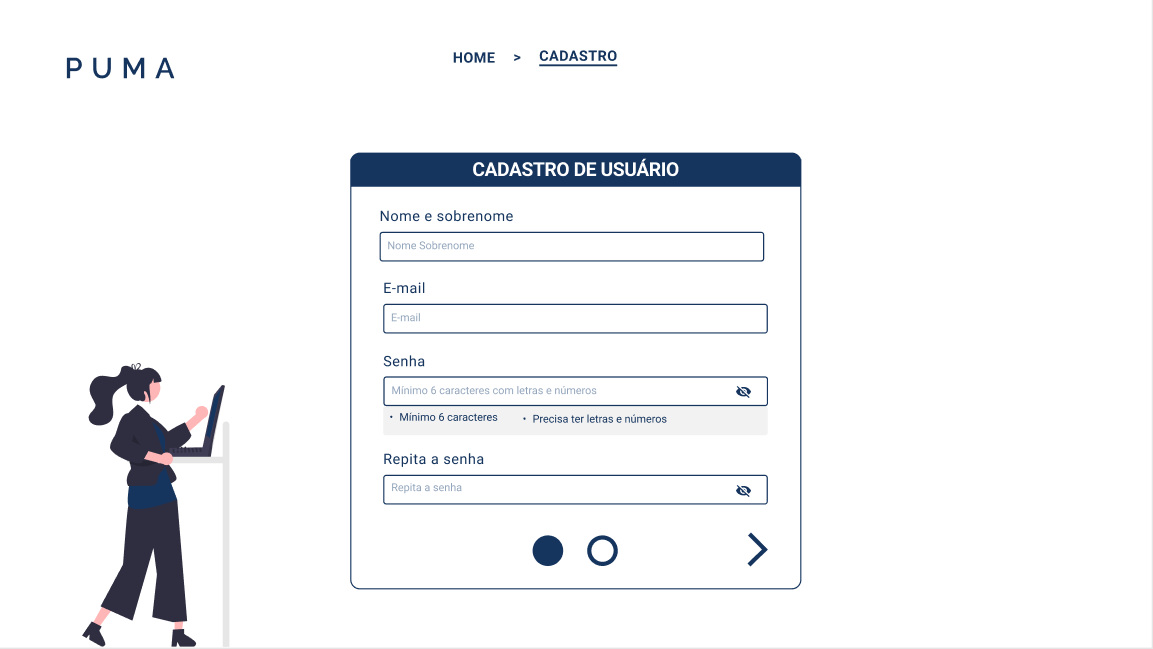 PUMA
HOME > CADASTRO
CADASTRO DE USUÁRIO
Nome e sobrenome
Nome Sobrenome
E-mail
E-mail
Senha
Mínimo 6 caracteres com letras e números
• Mínimo 6 caracteres • Precisa ter letras e números
Repita a senha
Repita a senha